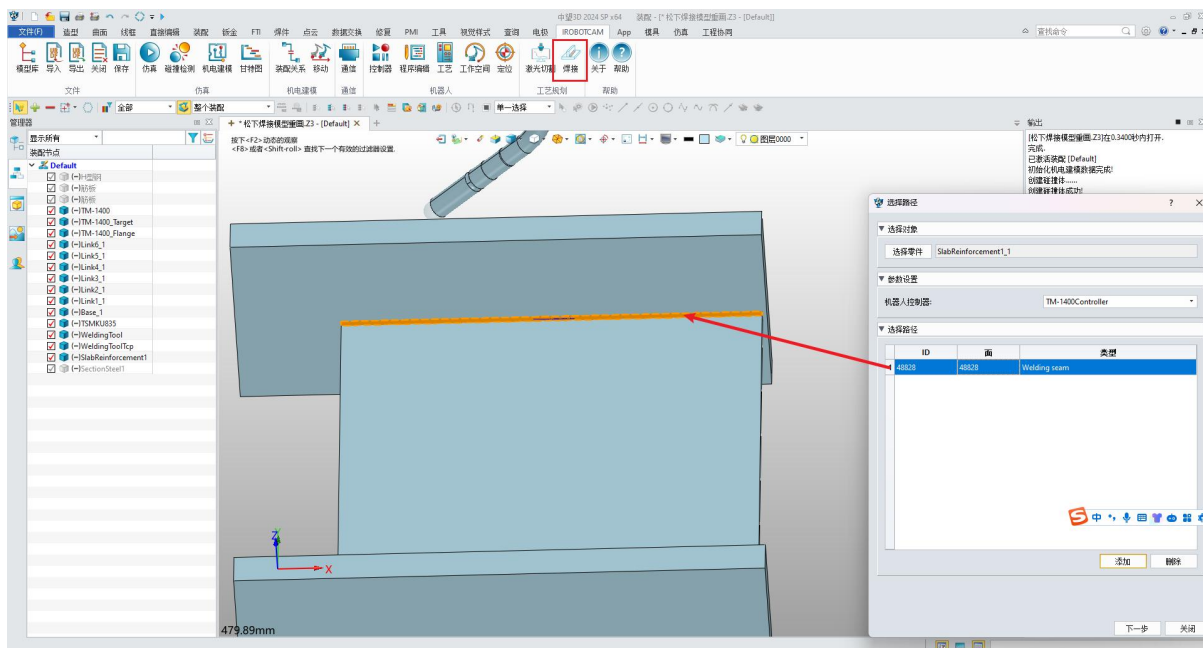 中望3D 2024 SP x64 装配 - [* 松下焊接模型重画.Z3 - [Default]]
文件(F) 造型 曲面 线框 直接编辑 装配 钣金 FTI 焊件 点云 数据交换 修复 PMI 工具 视觉样式 查询 电极 IROBOTCAM App 模具 仿真 工程协同 查找命令
模型库 导入 导出 关闭 保存 仿真 碰撞检测 机电建模 甘特图 装配关系 移动 通信 控制器 程序编辑 工艺 工作空间 定位 激光切割 焊接 关于 帮助
文件 仿真 机电建模 通信 机器人 工艺规划 帮助
全部 整个装配 单一选择
管理器 * 松下焊接模型重画.Z3 - [Default] 输出
显示所有
装配节点
Default
(-)H型钢
(-)筋板
(-)筋板
(-)TM-1400
(-)TM-1400_Target
(-)TM-1400_Flange
(-)Link6_1
(-)Link5_1
(-)Link4_1
(-)Link3_1
(-)Link2_1
(-)Link1_1
(-)Base_1
(-)TSMKU835
(-)WeldingTool
(-)WeldingToolTcp
(-)SlabReinforcement1
(-)SectionSteel1
按下<F2>动态的观察
<F8>或者<Shift-roll>查找下一个有效的过滤器设置.
图层0000
Z
X
479.89mm
[松下焊接模型重画.Z3]在0.3400秒内打开.
完成.
已激活装配 [Default]
初始化机电建模数据完成!
创建碰撞体......
创建碰撞体成功!
选择路径 ? ×
选择对象
选择零件 SlabReinforcement1_1
参数设置
机器人控制器: TM-1400Controller
选择路径
ID 面 类型
48828 48828 Welding seam
中
添加 删除
下一步 关闭